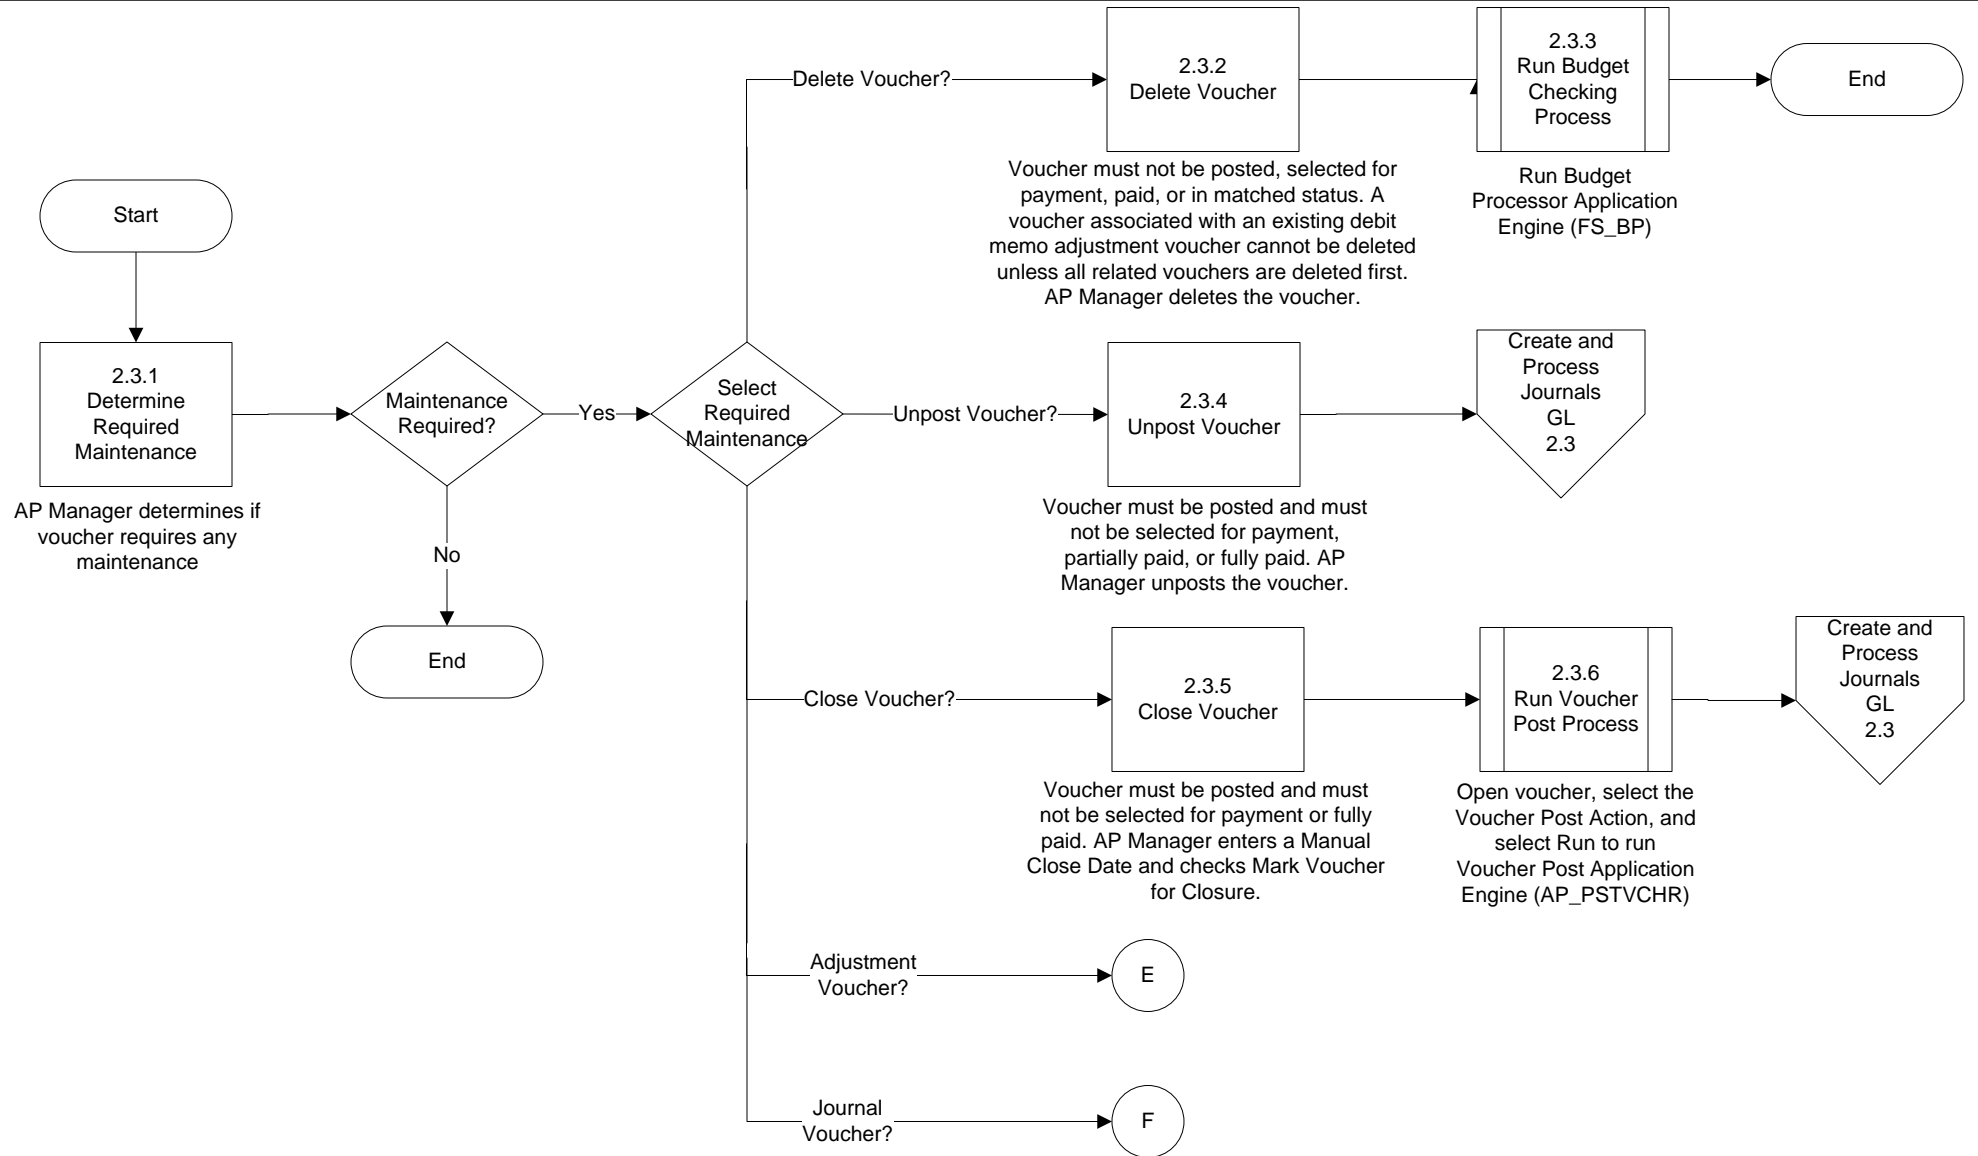 Start
2.3.1
Determine
Required
Maintenance
AP Manager determines if
voucher requires any
maintenance
Maintenance
Required?
Yes
No
End
Select
Required
Maintenance
Delete Voucher?
2.3.2
Delete Voucher
Voucher must not be posted, selected for
payment, paid, or in matched status. A
voucher associated with an existing debit
memo adjustment voucher cannot be deleted
unless all related vouchers are deleted first.
AP Manager deletes the voucher.
2.3.3
Run Budget
Checking
Process
Run Budget
Processor Application
Engine (FS_BP)
End
Unpost Voucher?
2.3.4
Unpost Voucher
Voucher must be posted and must
not be selected for payment,
partially paid, or fully paid. AP
Manager unposts the voucher.
Create and
Process
Journals
GL
2.3
Close Voucher?
2.3.5
Close Voucher
Voucher must be posted and must
not be selected for payment or fully
paid. AP Manager enters a Manual
Close Date and checks Mark Voucher
for Closure.
2.3.6
Run Voucher
Post Process
Open voucher, select the
Voucher Post Action, and
select Run to run
Voucher Post Application
Engine (AP_PSTVCHR)
Create and
Process
Journals
GL
2.3
Adjustment
Voucher?
E
Journal
Voucher?
F